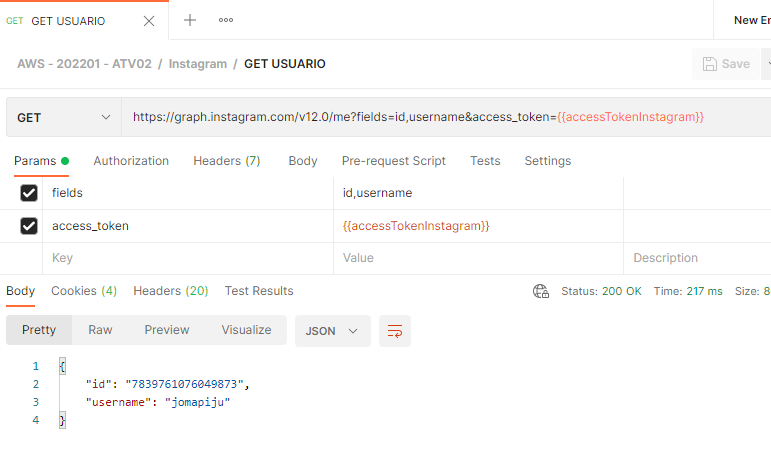 GET GET USUARIO
New Er
AWS - 202201 - ATV02 / Instagram / GET USUARIO
Save
GET https://graph.instagram.com/v12.0/me?fields=id,username&access_token={{accessTokenInstagram}}
Params Authorization Headers (7) Body Pre-request Script Tests Settings
fields id,username
access_token {{accessTokenInstagram}}
Key Value Description
Body Cookies (4) Headers (20) Test Results Status: 200 OK Time: 217 ms Size: 8
Pretty Raw Preview Visualize JSON
1 {
2 "id": "7839761076049873",
3 "username": "jomapiju"
4 }